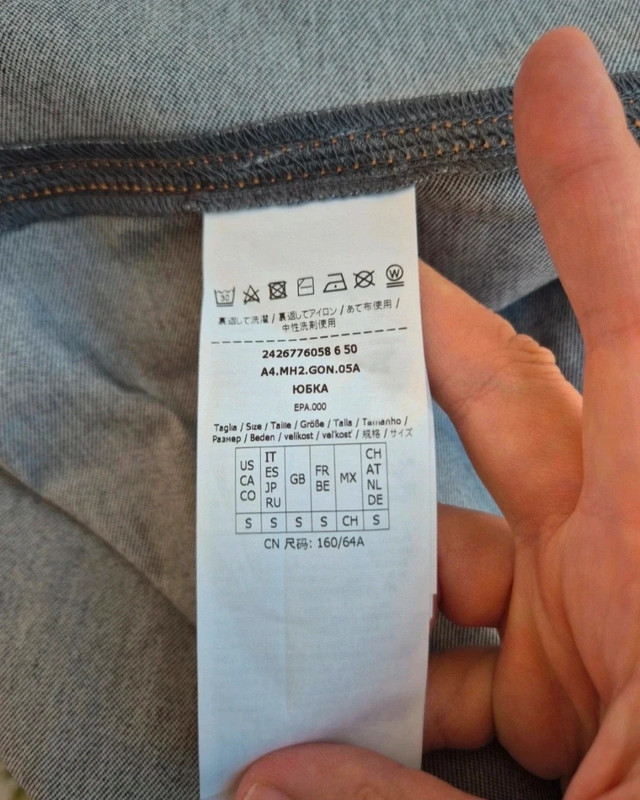 30
W
裏返して洗濯 / 裏返してアイロン / あて布使用 /
中性洗剤使用
2426776058 6 50
A4.MH2.GON.05A
ЮБКА
EPA.000
Taglia / Size / Taille / Größe / Talla / Tamanho /
Размер / Beden / velikost / veľkosť / 规格 / サイズ
US CA CO
IT ES JP RU
GB
FR BE
MX
CH AT NL DE
S S S S CH S
CN 尺码: 160/64A